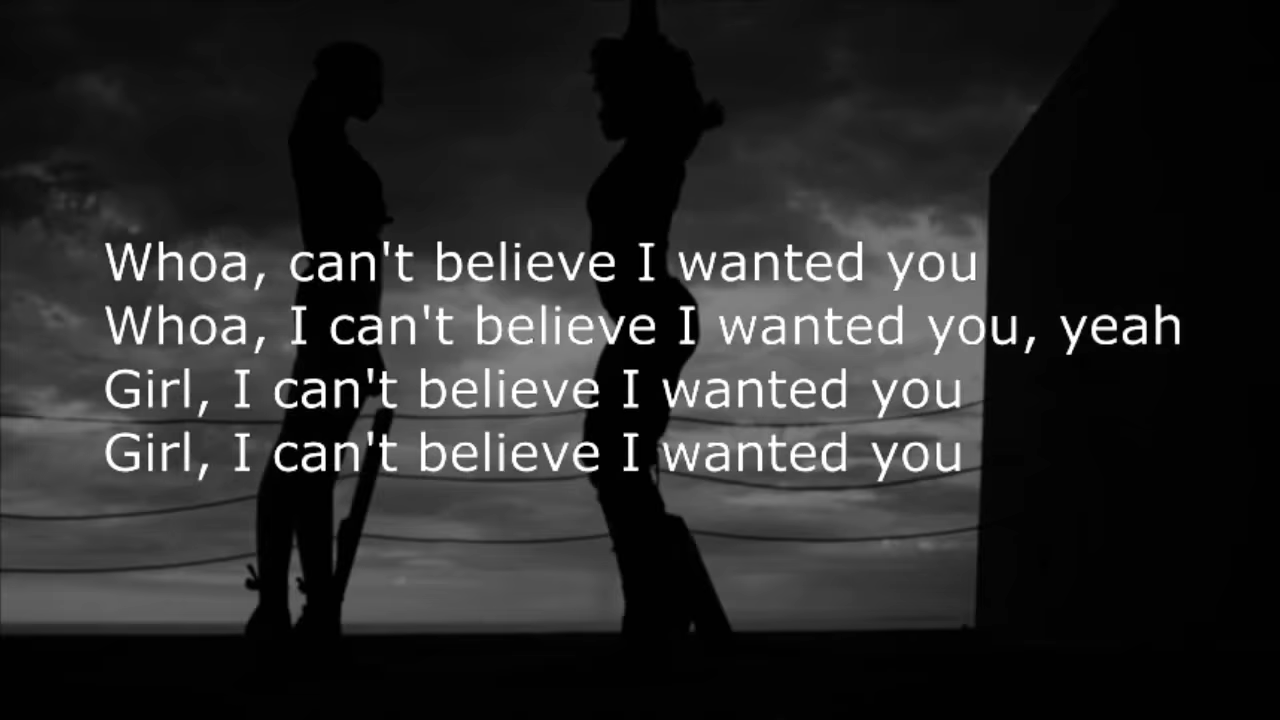 Whoa, can't believe I wanted you
Whoa, I can't believe I wanted you, yeah
Girl, I can't believe I wanted you
Girl, I can't believe I wanted you